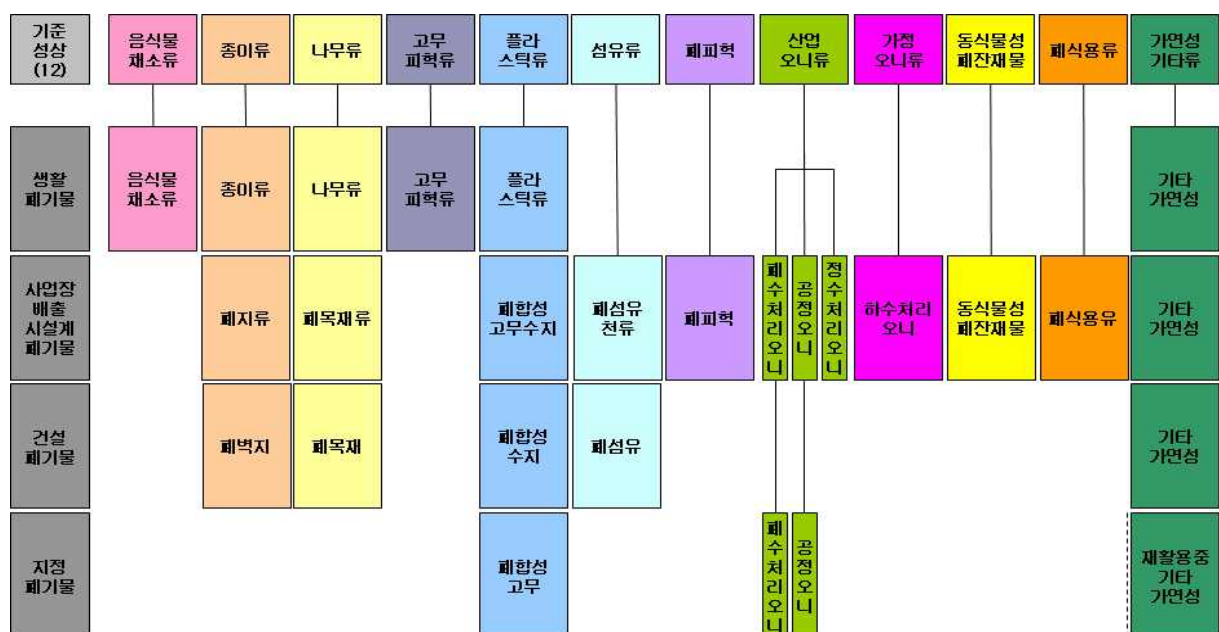 기준
성상
(12)
음식물
채소류
종이류
나무류
고무
피혁류
플라
스틱류
섬유류
폐피혁
산업
오니류
가정
오니류
동식물성
폐잔재물
폐식용류
가연성
기타류
생활
폐기물
음식물
채소류
종이류
나무류
고무
피혁류
플라
스틱류
기타
가연성
사업장
배출
시설계
폐기물
폐지류
폐목재류
폐합성
고무수지
폐섬유
천류
폐피혁
폐수처리오니
공정오니
정수처리오니
하수처리
오니
동식물성
폐잔재물
폐식용유
기타
가연성
건설
폐기물
폐벽지
폐목재
폐합성
수지
폐섬유
기타
가연성
지정
폐기물
폐합성
고무
폐수처리오니
공정오니
재활용중
기타
가연성